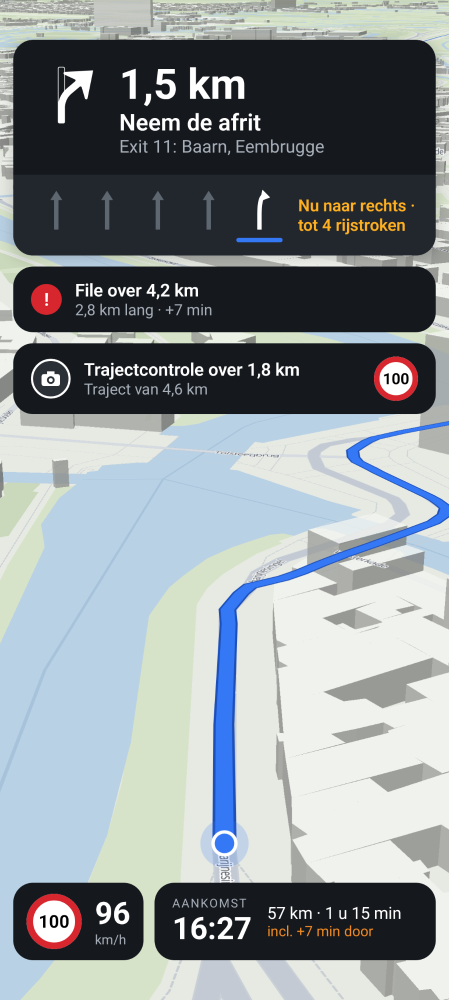 1,5 km
Neem de afrit
Exit 11: Baarn, Eembrugge
Nu naar rechts ·
tot 4 rijstroken
!
File over 4,2 km
2,8 km lang · +7 min
Trajectcontrole over 1,8 km
Traject van 4,6 km
100
100
96
km/h
AANKOMST
16:27
57 km · 1 u 15 min
incl. +7 min door